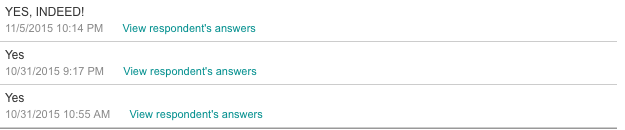 YES, INDEED!
11/5/2015 10:14 PM View respondent's answers
Yes
10/31/2015 9:17 PM View respondent's answers
Yes
10/31/2015 10:55 AM View respondent's answers